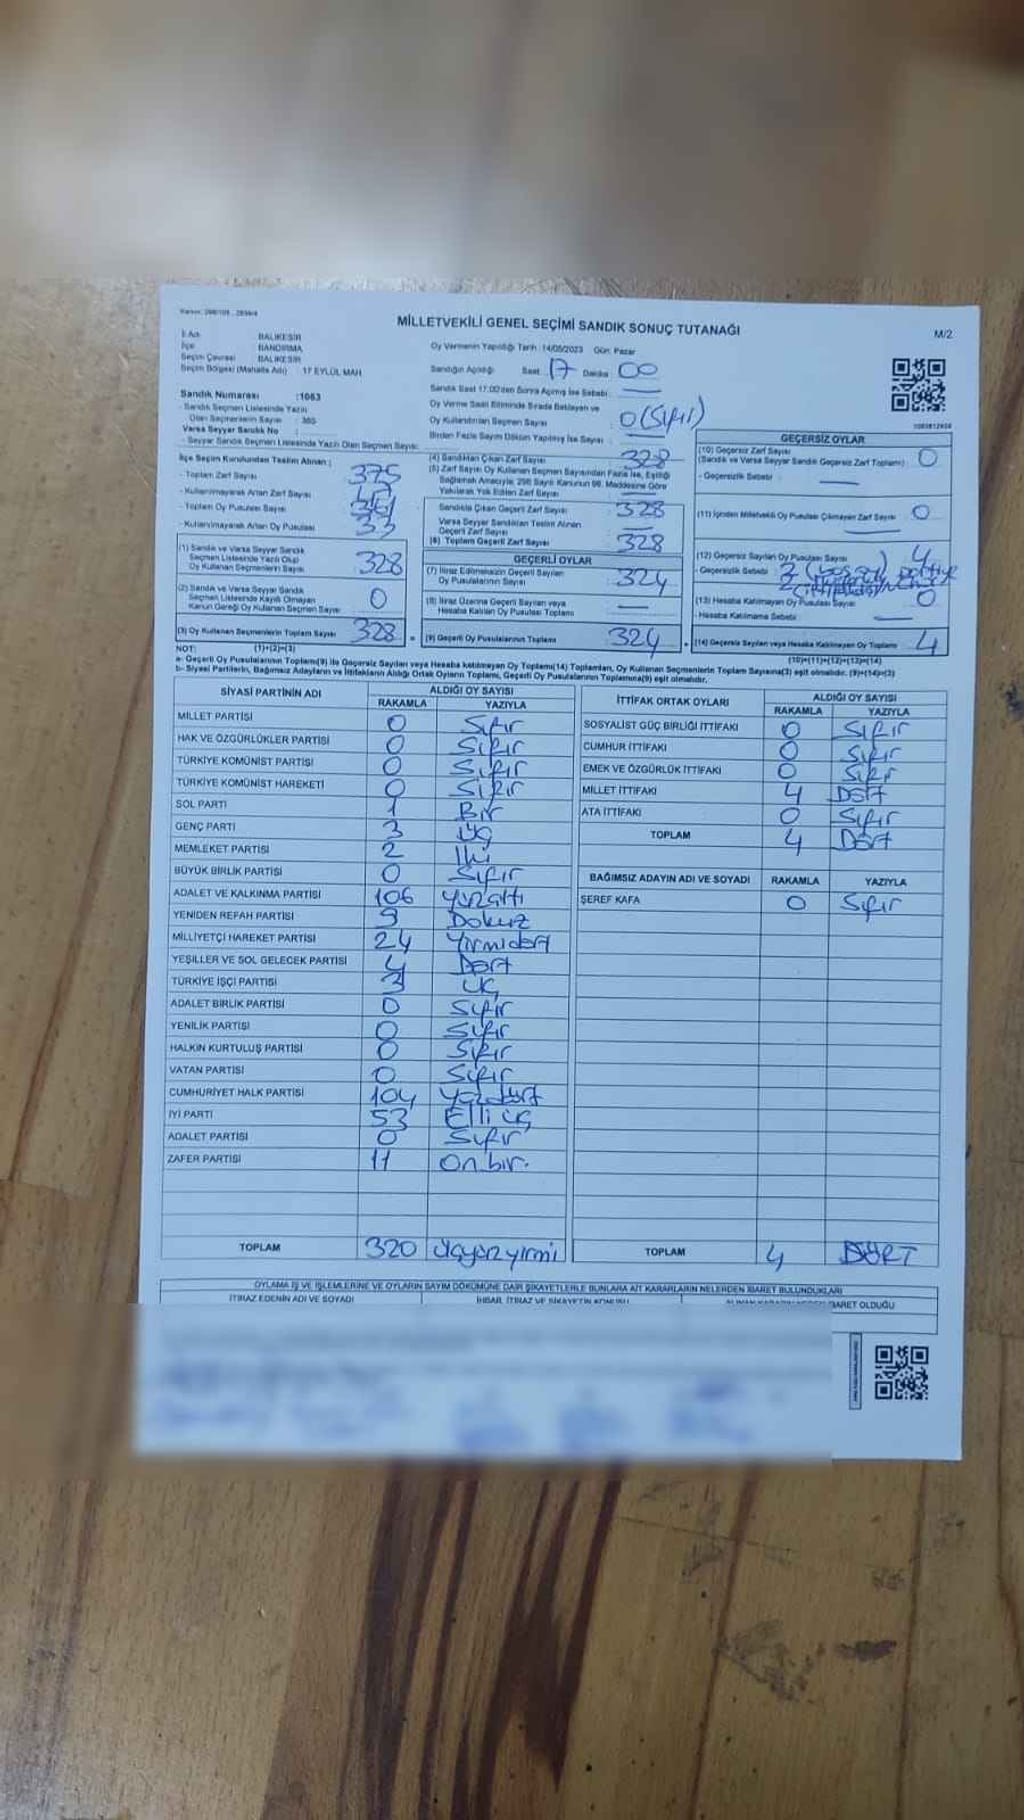 MİLLETVEKİLİ GENEL SEÇİMİ SANDIK SONUÇ TUTANAĞI
M/2
İl Adı BALIKESİR
İlçe BANDIRMA
Seçim Çevresi BALIKESİR
Seçim Bölgesi (Mahalle Adı) 17 EYLÜL MAH
Sandık Numarası :1063
- Sandık Seçmen Listesinde Yazılı
Olan Seçmenlerin Sayısı : 365
Varsa Seyyar Sandık No :
- Seyyar Sandık Seçmen Listesinde Yazılı Olan Seçmen Sayısı:
Oy Vermenin Yapıldığı Tarih :14/05/2023 Gün: Pazar
Sandığın Açıldığı Saat 17 Dakika 00
Sandık Saat 17:00'den Sonra Açılmış İse Sebebi: —
Oy Verme Saati Bitiminde Sırada Bekleyen ve
Oy Kullandırılan Seçmen Sayısı : 0 (Sıfır)
Birden Fazla Sayım Döküm Yapılmış İse Sayısı : —
İlçe Seçim Kurulundan Teslim Alınan ;
- Toplam Zarf Sayısı : 375
- Kullanılmayarak Artan Zarf Sayısı :
- Toplam Oy Pusulası Sayısı :
- Kullanılmayarak Artan Oy Pusulası : 33
(1) Sandık ve Varsa Seyyar Sandık
Seçmen Listesinde Yazılı Olup
Oy Kullanan Seçmenlerin Sayısı : 328
(2) Sandık ve Varsa Seyyar Sandık
Seçmen Listesinde Kayıtlı Olmayan
Kanun Gereği Oy Kullanan Seçmen Sayısı : 0
(3) Oy Kullanan Seçmenlerin Toplam Sayısı : 328
(4) Sandıktan Çıkan Zarf Sayısı : 328
(5) Zarf Sayısı Oy Kullanan Seçmen Sayısından Fazla İse, Eşitliği
Sağlamak Amacıyla, 298 Sayılı Kanunun 98. Maddesine Göre
Yakılarak Yok Edilen Zarf Sayısı : —
Sandıkta Çıkan Geçerli Zarf Sayısı : 328
Varsa Seyyar Sandıktan Teslim Alınan
Geçerli Zarf Sayısı : —
(6) Toplam Geçerli Zarf Sayısı : 328
GEÇERLİ OYLAR
(7) İtiraz Edilmeksizin Geçerli Sayılan
Oy Pusulalarının Sayısı : 324
(8) İtiraz Üzerine Geçerli Sayılan veya
Hesaba Katılan Oy Pusulası Toplamı : —
(9) Geçerli Oy Pusulalarının Toplamı : 324
GEÇERSİZ OYLAR
(10) Geçersiz Zarf Sayısı
(Sandık ve Varsa Seyyar Sandık Geçersiz Zarf Toplamı) : 0
- Geçersizlik Sebebi : —
(11) İçinden Milletvekili Oy Pusulası Çıkmayan Zarf Sayısı : 0
(12) Geçersiz Sayılan Oy Pusulası Sayısı : 4
- Geçersizlik Sebebi :
(13) Hesaba Katılmayan Oy Pusulası Sayısı : 0
- Hesaba Katılmama Sebebi : —
(14) Geçersiz Sayılan veya Hesaba Katılmayan Oy Toplamı : 4
NOT: (1)+(2)=(3) (10)+(11)+(12)+(13)=(14)
a- Geçerli Oy Pusulalarının Toplamı(9) ile Geçersiz Sayılan veya Hesaba katılmayan Oy Toplamı(14) Toplamları, Oy Kullanan Seçmenlerin Toplam Sayısına(3) eşit olmalıdır. (9)+(14)=(3)
b- Siyasi Partilerin, Bağımsız Adayların ve İttifakların Aldığı Ortak Oyların Toplamı, Geçerli Oy Pusulalarının Toplamına(9) eşit olmalıdır.
SİYASİ PARTİNİN ADI ALDIĞI OY SAYISI
RAKAMLA YAZIYLA
MİLLET PARTİSİ 0 Sıfır
HAK VE ÖZGÜRLÜKLER PARTİSİ 0 Sıfır
TÜRKİYE KOMÜNİST PARTİSİ 0 Sıfır
TÜRKİYE KOMÜNİST HAREKETİ 0 Sıfır
SOL PARTİ 1 Bir
GENÇ PARTİ 3 Üç
MEMLEKET PARTİSİ 2 İki
BÜYÜK BİRLİK PARTİSİ 0 Sıfır
ADALET VE KALKINMA PARTİSİ 106 Yüzaltı
YENİDEN REFAH PARTİSİ 9 Dokuz
MİLLİYETÇİ HAREKET PARTİSİ 24 Yirmidört
YEŞİLLER VE SOL GELECEK PARTİSİ 4 Dört
TÜRKİYE İŞÇİ PARTİSİ 3 Üç
ADALET BİRLİK PARTİSİ 0 Sıfır
YENİLİK PARTİSİ 0 Sıfır
HALKIN KURTULUŞ PARTİSİ 0 Sıfır
VATAN PARTİSİ 0 Sıfır
CUMHURİYET HALK PARTİSİ 104 Yüzdört
İYİ PARTİ 53 Elli üç
ADALET PARTİSİ 0 Sıfır
ZAFER PARTİSİ 11 On bir.
TOPLAM 320 Üçyüzyirmi
İTTİFAK ORTAK OYLARI ALDIĞI OY SAYISI
RAKAMLA YAZIYLA
SOSYALİST GÜÇ BİRLİĞİ İTTİFAKI 0 Sıfır
CUMHUR İTTİFAKI 0 Sıfır
EMEK VE ÖZGÜRLÜK İTTİFAKI 0 Sıfır
MİLLET İTTİFAKI 4 Dört
ATA İTTİFAKI 0 Sıfır
TOPLAM 4 Dört
BAĞIMSIZ ADAYIN ADI VE SOYADI RAKAMLA YAZIYLA
ŞEREF KAFA 0 Sıfır
TOPLAM 4 DÖRT
OYLAMA İŞ VE İŞLEMLERİNE VE OYLARIN SAYIM DÖKÜMÜNE DAİR ŞİKAYETLERLE BUNLARA AİT KARARLARIN NELERDEN İBARET BULUNDUKLARI
İTİRAZ EDENİN ADI VE SOYADI İHBAR, İTİRAZ VE ŞİKAYETİN KONUSU İBARET OLDUĞU